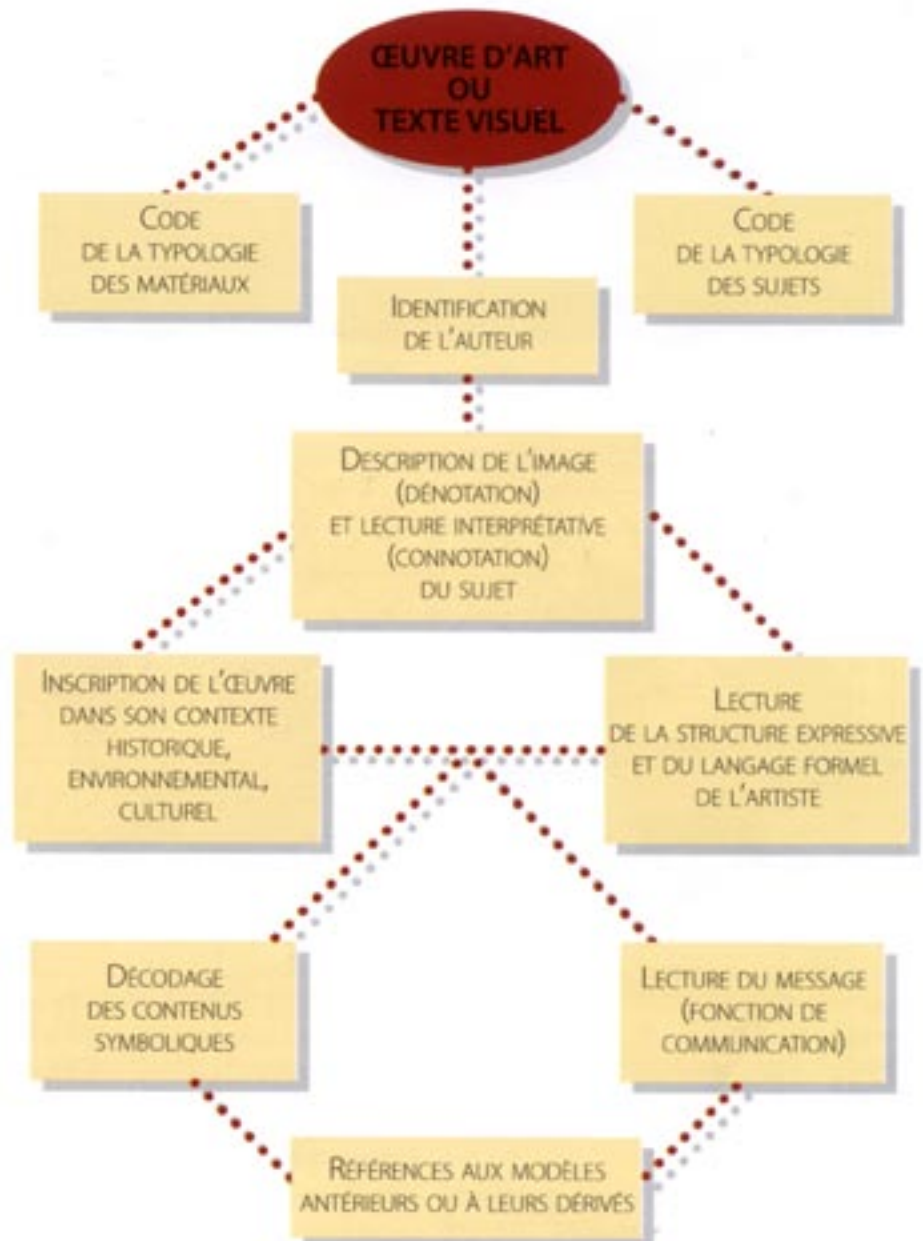 ŒUVRE D'ART
OU
TEXTE VISUEL
CODE
DE LA TYPOLOGIE
DES MATÉRIAUX
CODE
DE LA TYPOLOGIE
DES SUJETS
IDENTIFICATION
DE L'AUTEUR
DESCRIPTION DE L'IMAGE
(DÉNOTATION)
ET LECTURE INTERPRÉTATIVE
(CONNOTATION)
DU SUJET
INSCRIPTION DE L'ŒUVRE
DANS SON CONTEXTE
HISTORIQUE,
ENVIRONNEMENTAL,
CULTUREL
LECTURE
DE LA STRUCTURE EXPRESSIVE
ET DU LANGAGE FORMEL
DE L'ARTISTE
DÉCODAGE
DES CONTENUS
SYMBOLIQUES
LECTURE DU MESSAGE
(FONCTION DE
COMMUNICATION)
RÉFÉRENCES AUX MODÈLES
ANTÉRIEURS OU À LEURS DÉRIVÉS